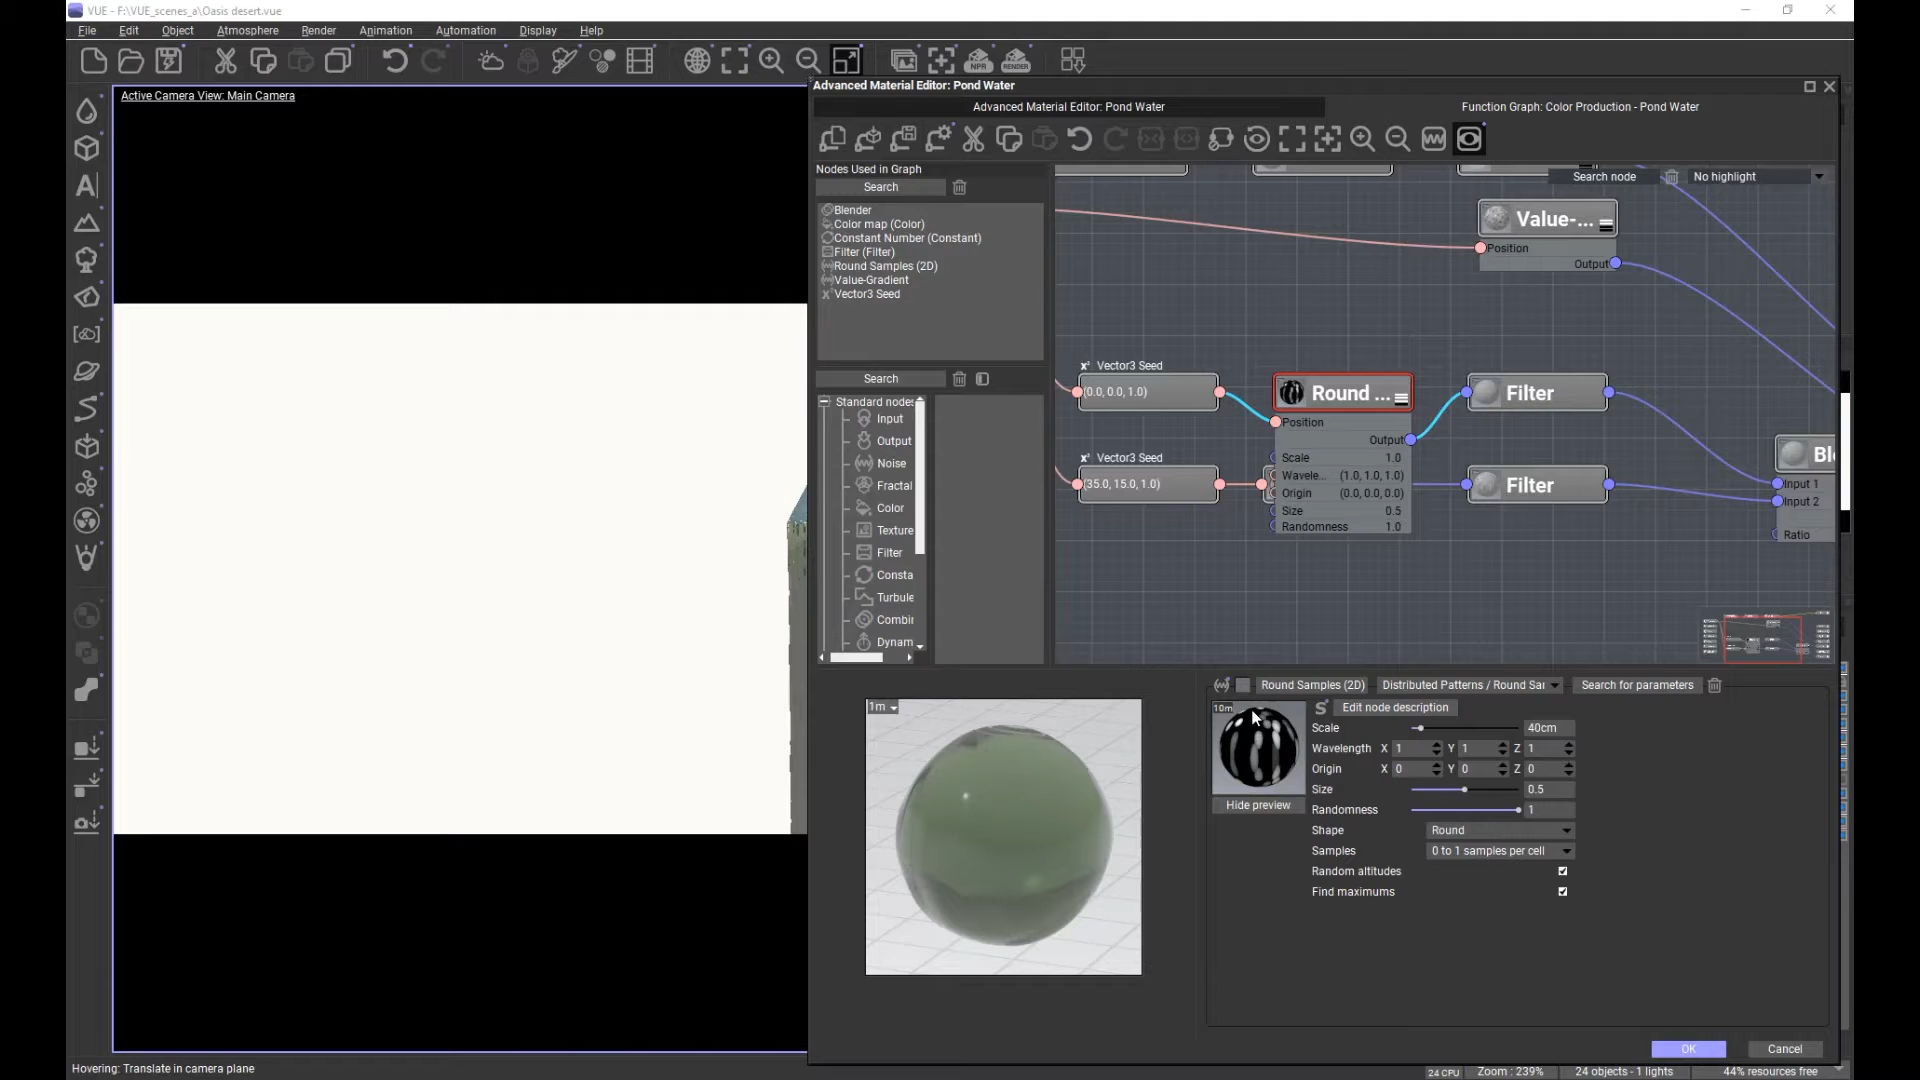 VUE - F:\VUE_scenes_a\Oasis desert.vue
File Edit Object Atmosphere Render Animation Automation Display Help
NPR RENDER
Active Camera View: Main Camera
Advanced Material Editor: Pond Water
Advanced Material Editor: Pond Water
Function Graph: Color Production - Pond Water
Nodes Used in Graph
Search
Search node
No highlight
Blender
Color map (Color)
Constant Number (Constant)
Filter (Filter)
Round Samples (2D)
Value-Gradient
Vector3 Seed
Value-...
Position
Output
Search
Standard nodes
Input
Output
Noise
Fractal
Color
Texture
Filter
Consta
Turbule
Combin
Dynam
x² Vector3 Seed
(0.0, 0.0, 1.0)
x² Vector3 Seed
(35.0, 15.0, 1.0)
Round ...
Position
Output
Scale 1.0
Wavele... (1.0, 1.0, 1.0)
Origin (0.0, 0.0, 0.0)
Size 0.5
Randomness 1.0
Filter
Filter
Ble
Input 1
Input 2
Ratio
1m
Round Samples (2D)
Distributed Patterns / Round Sar
Search for parameters
10m
Hide preview
Edit node description
Scale 40cm
Wavelength X 1 Y 1 Z 1
Origin X 0 Y 0 Z 0
Size 0.5
Randomness 1
Shape Round
Samples 0 to 1 samples per cell
Random altitudes
Find maximums
OK Cancel
Hovering: Translate in camera plane
24 CPU Zoom : 239% 24 objects - 1 lights 44% resources free